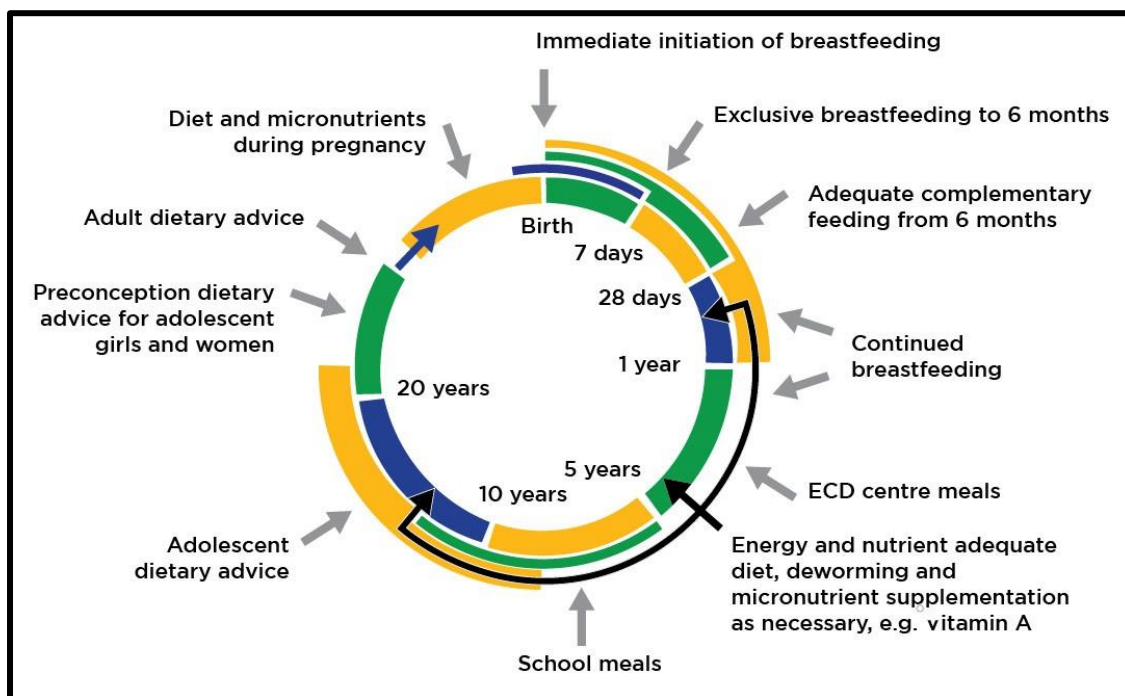 Immediate initiation of breastfeeding
Diet and micronutrients
during pregnancy
Exclusive breastfeeding to 6 months
Adult dietary advice
Adequate complementary
feeding from 6 months
Birth
7 days
Preconception dietary
advice for adolescent
girls and women
28 days
Continued
breastfeeding
1 year
20 years
5 years
10 years
ECD centre meals
Adolescent
dietary advice
Energy and nutrient adequate
diet, deworming and
micronutrient supplementation
as necessary, e.g. vitamin A
School meals